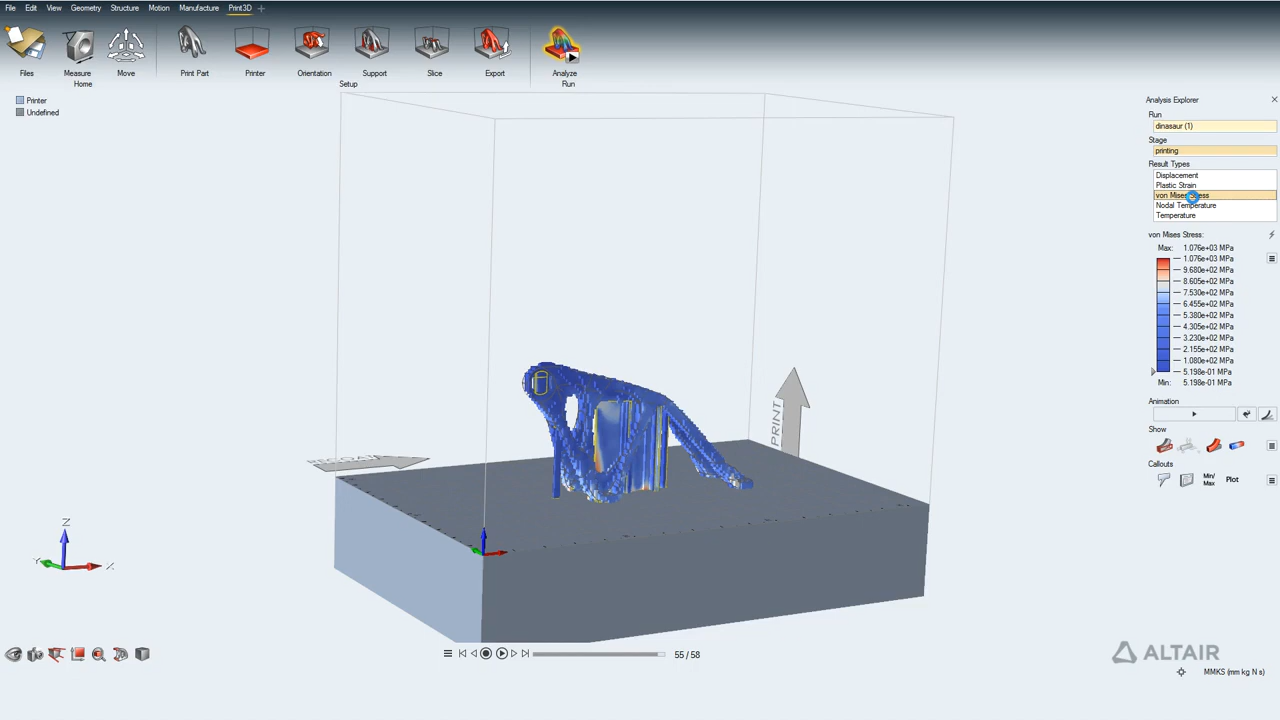 File Edit View Geometry Structure Motion Manufacture Print3D +
Files Measure Move Print Part Printer Orientation Support Slice Export Analyze
Home Setup Run
Printer
Undefined
PRINT
Z
Y X
55 / 58
Analysis Explorer
Run
dinasaur (1)
Stage
printing
Result Types
Displacement
Plastic Strain
von Mises Stress
Nodal Temperature
Temperature
von Mises Stress:
Max: 1.076e+03 MPa
1.076e+03 MPa
9.680e+02 MPa
8.605e+02 MPa
7.530e+02 MPa
6.455e+02 MPa
5.380e+02 MPa
4.305e+02 MPa
3.230e+02 MPa
2.155e+02 MPa
1.080e+02 MPa
5.198e-01 MPa
Min: 5.198e-01 MPa
Animation
Show
Callouts
Min/
Max Plot
ALTAIR
MMKS (mm kg N s)